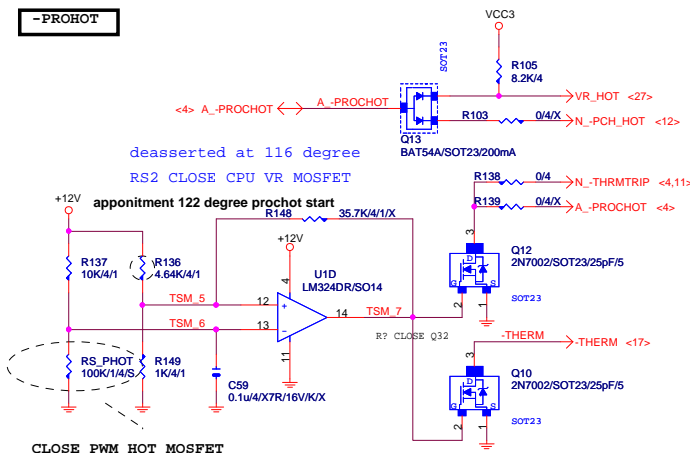 -PROHOT
VCC3
SOT23
R105
8.2K/4
VR_HOT <27>
<4> A_-PROCHOT
A_-PROCHOT
R103
0/4/X
N_-PCH_HOT <12>
Q13
BAT54A/SOT23/200mA
deasserted at 116 degree
RS2 CLOSE CPU VR MOSFET
R138
0/4
N_-THRMTRIP <4,11>
+12V
apponitment 122 degree prochot start
R139
0/4/X
A_-PROCHOT <4>
R148
35.7K/4/1/X
+12V
3
Q12
2N7002/SOT23/25pF/5
D
G
S
R137
10K/4/1
R136
4.64K/4/1
U1D
LM324DR/SO14
4
2
1
SOT23
TSM_5
12
+
14
TSM_7
TSM_6
13
-
R? CLOSE Q32
-THERM
-THERM <17>
11
3
RS_PHOT
100K/1/4/S
R149
1K/4/1
Q10
2N7002/SOT23/25pF/5
D
G
S
C59
0.1u/4/X7R/16V/K/X
2
1
SOT23
CLOSE PWM HOT MOSFET